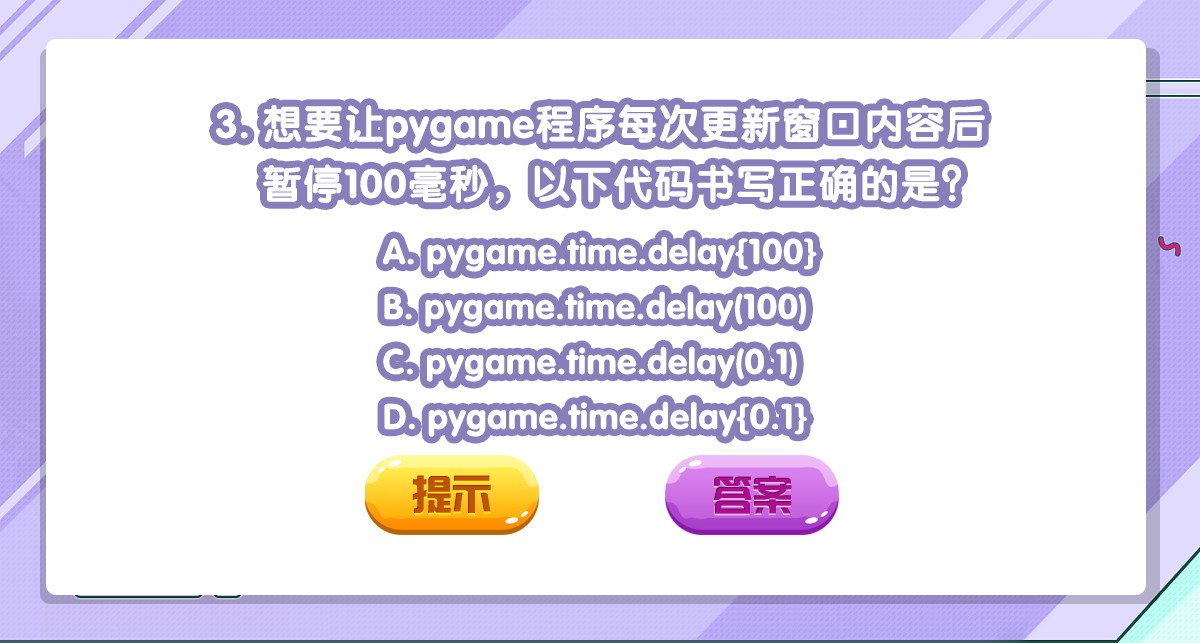 3. 想要让pygame程序每次更新窗口内容后
暂停100毫秒，以下代码书写正确的是？
A. pygame.time.delay{100}
B. pygame.time.delay(100)
C. pygame.time.delay(0.1)
D. pygame.time.delay{0.1}
提示 答案